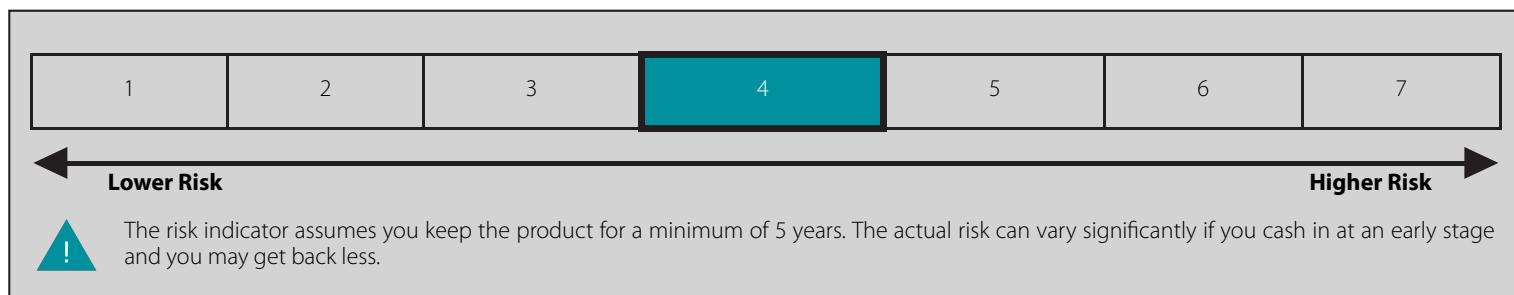 1 2 3 4 5 6 7
Lower Risk Higher Risk
! The risk indicator assumes you keep the product for a minimum of 5 years. The actual risk can vary significantly if you cash in at an early stage
and you may get back less.